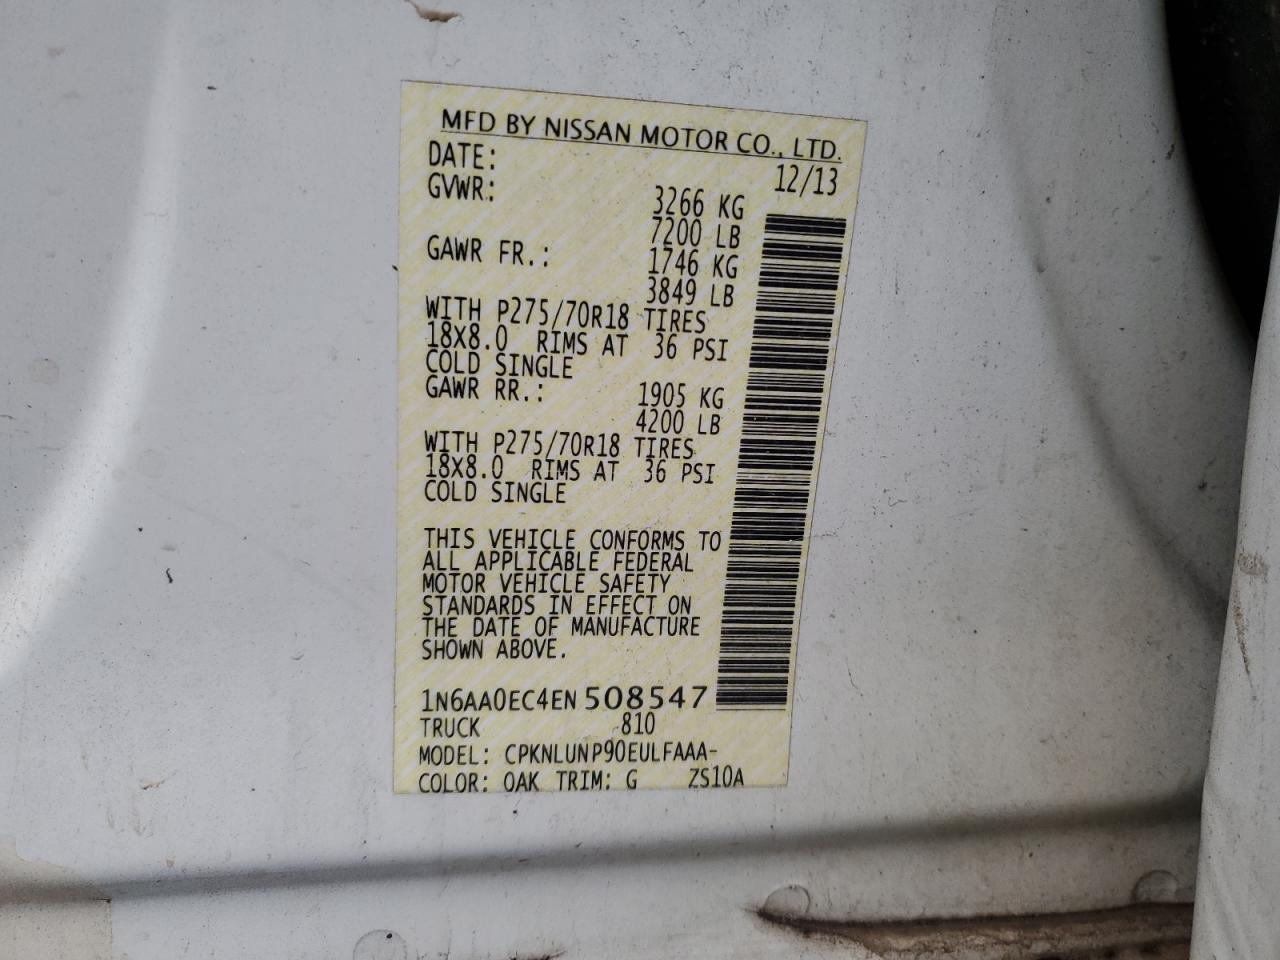 MFD BY NISSAN MOTOR CO., LTD.
DATE: 12/13
GVWR: 3266 KG
7200 LB
GAWR FR.: 1746 KG
3849 LB
WITH P275/70R18 TIRES
18X8.0 RIMS AT 36 PSI
COLD SINGLE
GAWR RR.: 1905 KG
4200 LB
WITH P275/70R18 TIRES
18X8.0 RIMS AT 36 PSI
COLD SINGLE
THIS VEHICLE CONFORMS TO
ALL APPLICABLE FEDERAL
MOTOR VEHICLE SAFETY
STANDARDS IN EFFECT ON
THE DATE OF MANUFACTURE
SHOWN ABOVE.
1N6AA0EC4EN508547
TRUCK 810
MODEL: CPKNLUNP90EULFAAA-
COLOR: OAK TRIM: G ZS10A